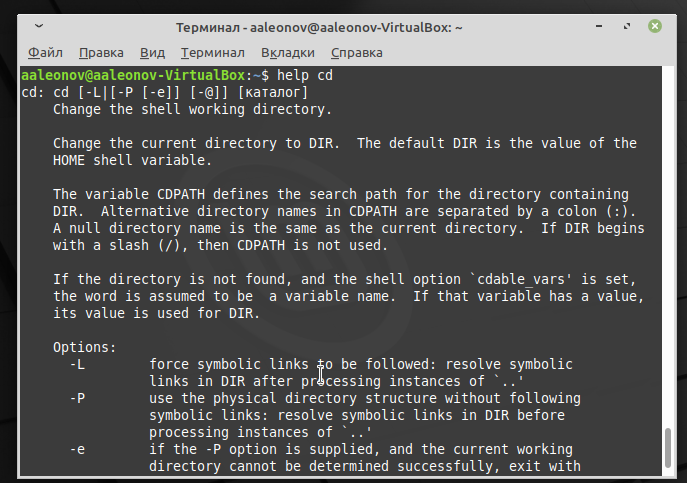 Терминал - aaleonov@aaleonov-VirtualBox: ~
Файл Правка Вид Терминал Вкладки Справка
aaleonov@aaleonov-VirtualBox:~$ help cd
cd: cd [-L|[-P [-e]] [-@]] [каталог]
    Change the shell working directory.

    Change the current directory to DIR.  The default DIR is the value of the
    HOME shell variable.

    The variable CDPATH defines the search path for the directory containing
    DIR.  Alternative directory names in CDPATH are separated by a colon (:).
    A null directory name is the same as the current directory.  If DIR begins
    with a slash (/), then CDPATH is not used.

    If the directory is not found, and the shell option `cdable_vars' is set,
    the word is assumed to be  a variable name.  If that variable has a value,
    its value is used for DIR.

    Options:
      -L        force symbolic links to be followed: resolve symbolic
                links in DIR after processing instances of `..'
      -P        use the physical directory structure without following
                symbolic links: resolve symbolic links in DIR before
                processing instances of `..'
      -e        if the -P option is supplied, and the current working
                directory cannot be determined successfully, exit with